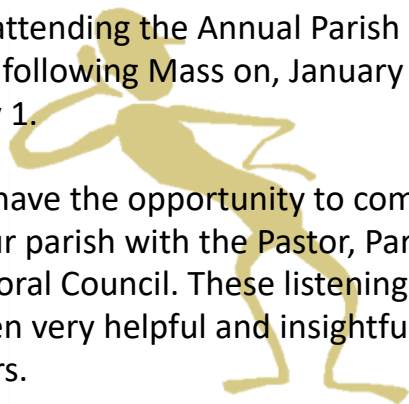 attending the Annual Parish
following Mass on, January
1.
have the opportunity to com
ur parish with the Pastor, Par
oral Council. These listening
en very helpful and insightfu
rs.